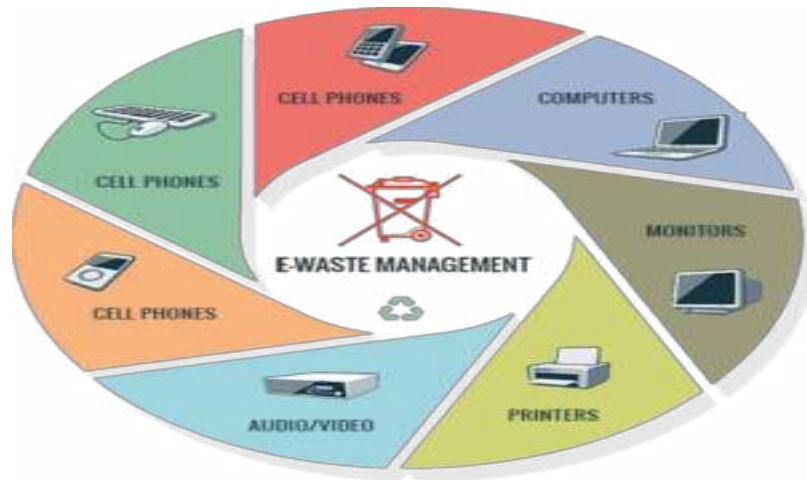 CELL PHONES
COMPUTERS
MONITORS
PRINTERS
AUDIO/VIDEO
CELL PHONES
CELL PHONES
E-WASTE MANAGEMENT